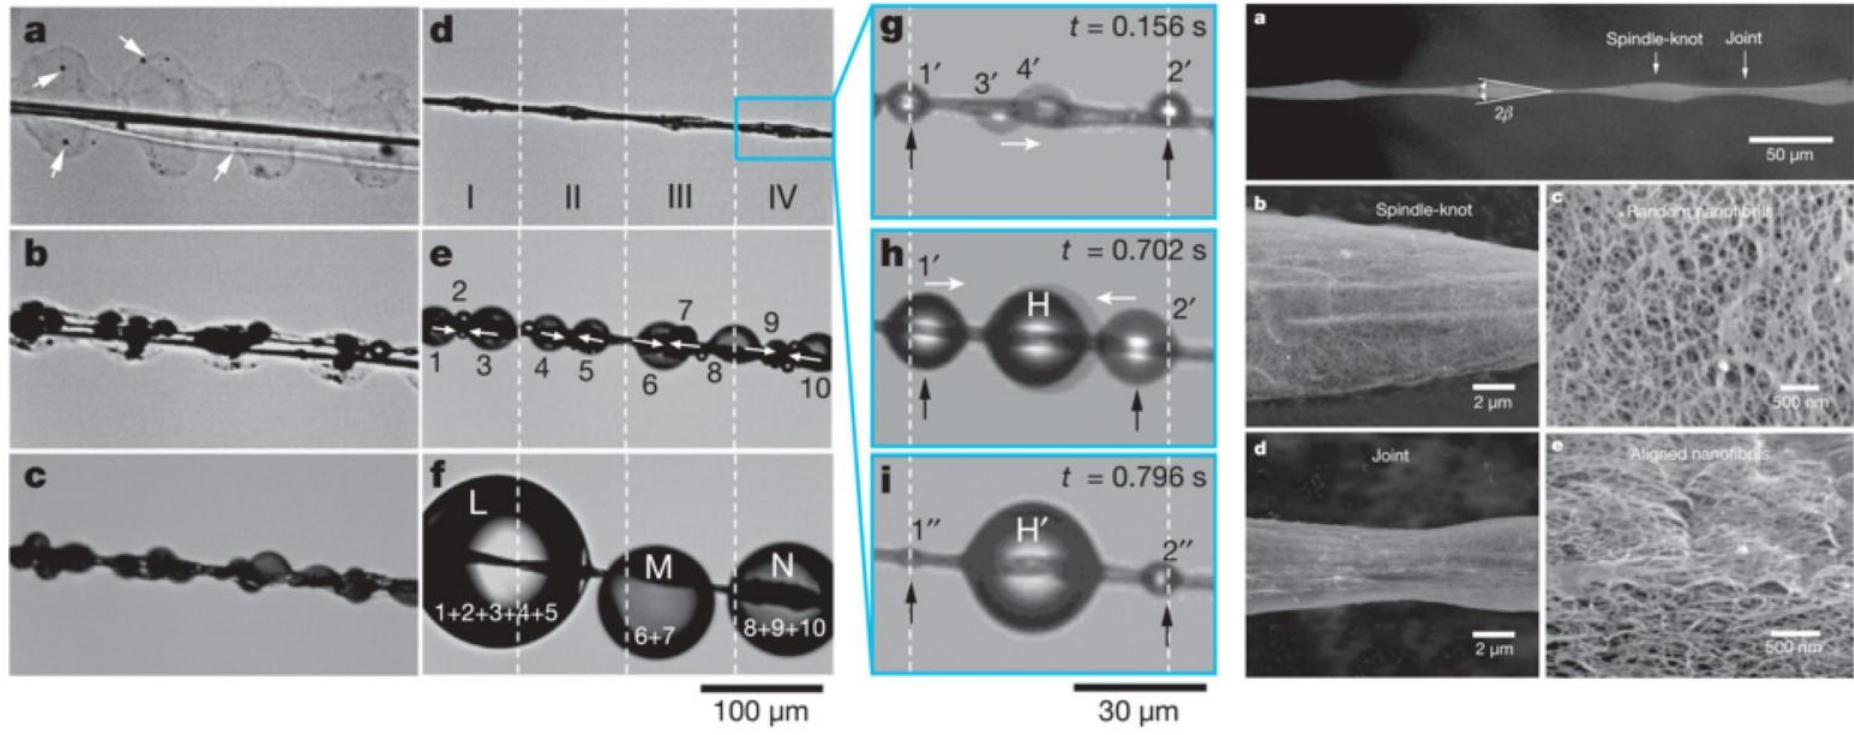 a
d
I II III IV
b
e
2
7
9
1 3 4 5 6 8 10
c
f
L
M
N
1+2+3+4+5
6+7
8+9+10
100 µm
g
t = 0.156 s
1′ 3′ 4′ 2′
h
t = 0.702 s
1′
H
2′
i
t = 0.796 s
1″
H′
2″
30 µm
a
Spindle-knot Joint
2β
50 µm
b
Spindle-knot
2 µm
c
Random nanofibrils
500 nm
d
Joint
2 µm
e
Aligned nanofibrils
500 nm